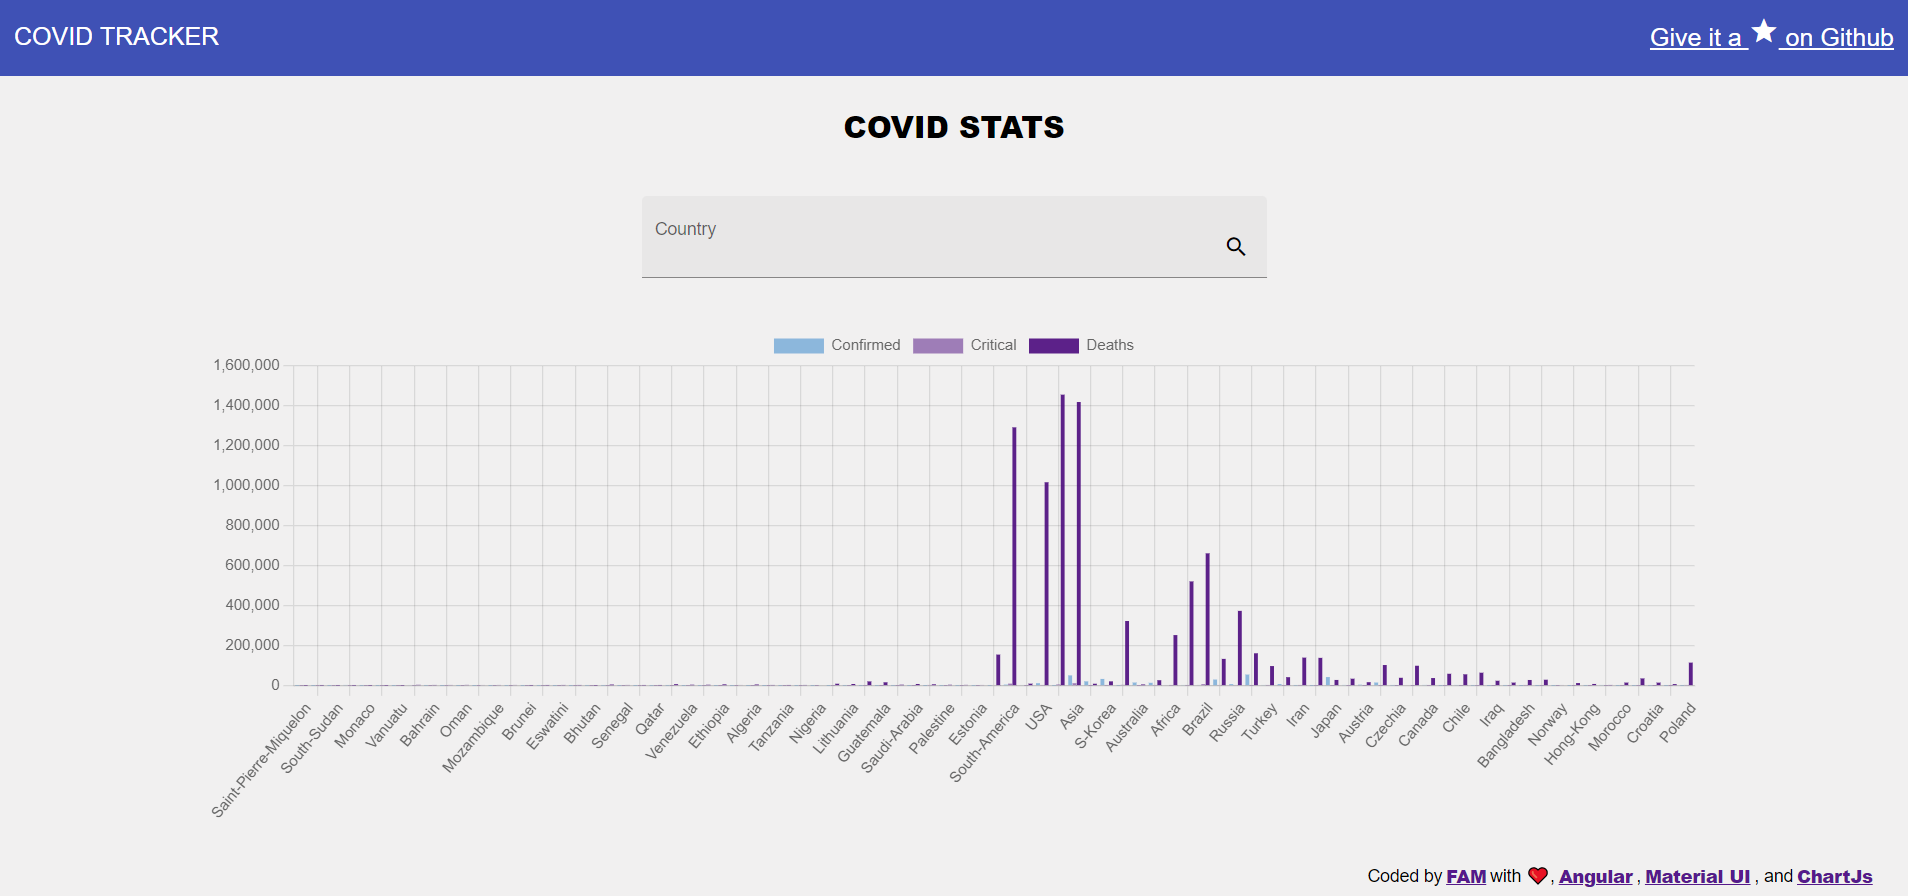 COVID TRACKER
Give it a ★ on Github
COVID STATS
Country
Confirmed Critical Deaths
1,600,000
1,400,000
1,200,000
1,000,000
800,000
600,000
400,000
200,000
0
Saint-Pierre-Miquelon
South-Sudan
Monaco
Vanuatu
Bahrain
Oman
Mozambique
Brunei
Eswatini
Bhutan
Senegal
Qatar
Venezuela
Ethiopia
Algeria
Tanzania
Nigeria
Lithuania
Guatemala
Saudi-Arabia
Palestine
Estonia
South-America
USA
Asia
S-Korea
Australia
Africa
Brazil
Russia
Turkey
Iran
Japan
Austria
Czechia
Canada
Chile
Iraq
Bangladesh
Norway
Hong-Kong
Morocco
Croatia
Poland
Coded by FAM with ❤️, Angular , Material UI , and ChartJs